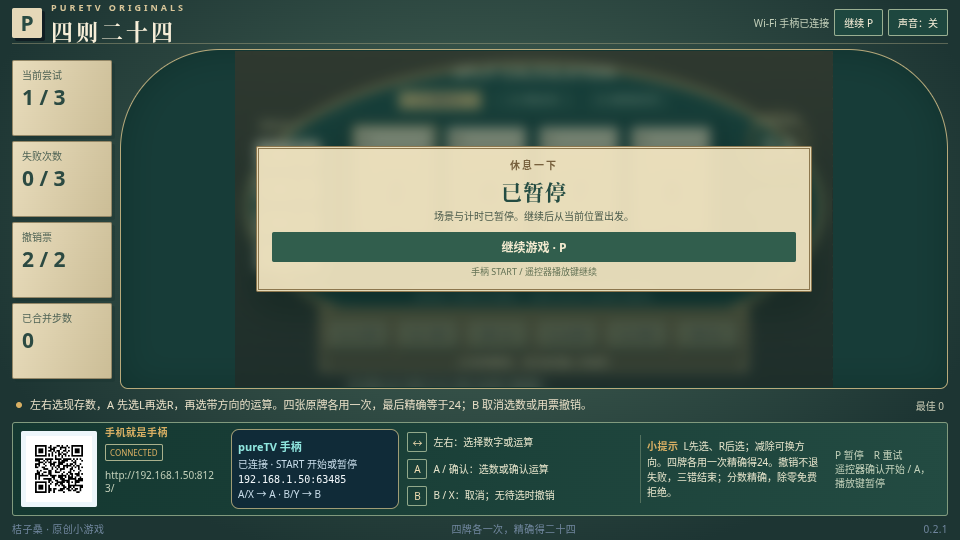 P
PURETV ORIGINALS
四则二十四
Wi-Fi 手柄已连接
继续 P
声音：关
当前尝试
1 / 3
失败次数
0 / 3
撤销票
2 / 2
已合并步数
0
休息一下
已暂停
场景与计时已暂停。继续后从当前位置出发。
继续游戏 · P
手柄 START / 遥控器播放键继续
左右选现存数，A 先选L再选R，再选带方向的运算。四张原牌各用一次，最后精确等于24；B 取消选数或用票撤销。
最佳 0
手机就是手柄
CONNECTED
http://192.168.1.50:812
3/
pureTV 手柄
已连接 · START 开始或暂停
192.168.1.50:63485
A/X → A · B/Y → B
↔ 左右：选择数字或运算
A A / 确认：选数或确认运算
B B / X：取消；无待选时撤销
小提示 L先选、R后选；减除可换方
向。四牌各用一次精确得24。撤销不退
失败，三错结束；分数精确，除零免费
拒绝。
P 暂停 R 重试
遥控器确认开始 / A，
播放键暂停
桔子桑 · 原创小游戏
四牌各一次，精确得二十四
0.2.1